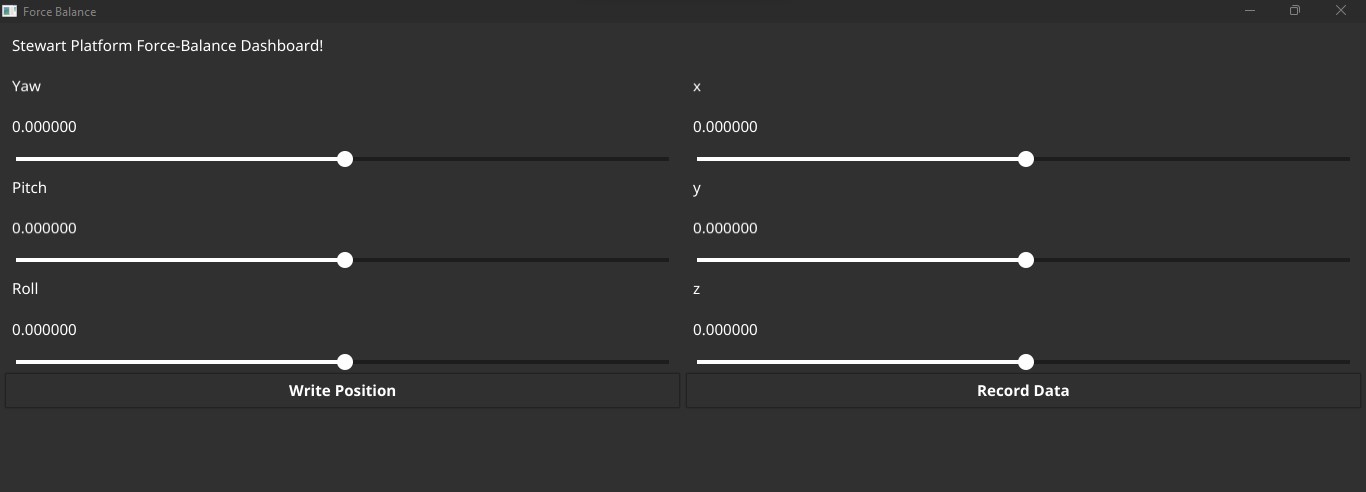 Force Balance
Stewart Platform Force-Balance Dashboard!
Yaw
0.000000
Pitch
0.000000
Roll
0.000000
Write Position
x
0.000000
y
0.000000
z
0.000000
Record Data